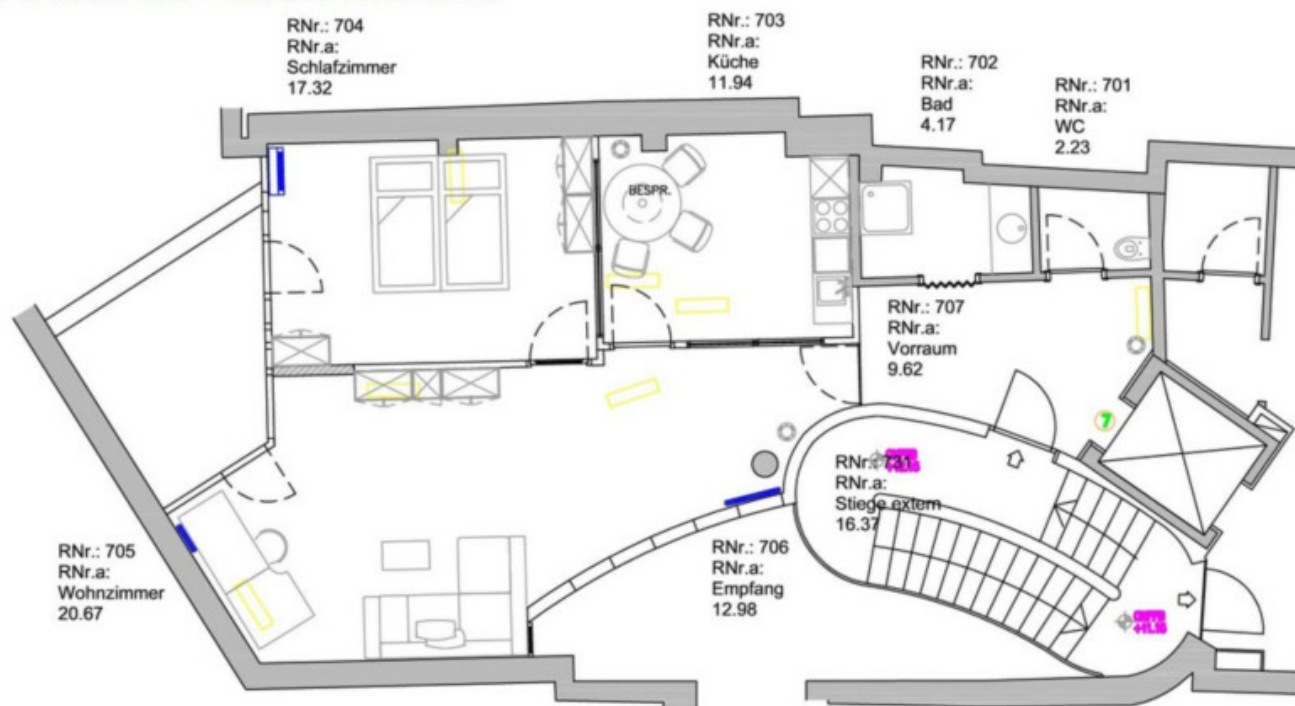 RNr.: 704
RNr.a:
Schlafzimmer
17.32
RNr.: 703
RNr.a:
Küche
11.94
RNr.: 702
RNr.a:
Bad
4.17
RNr.: 701
RNr.a:
WC
2.23
BESPR.
RNr.: 707
RNr.a:
Vorraum
9.62
7
RNr.: 731
RNr.a:
Stiege extern
16.37
RNr.: 705
RNr.a:
Wohnzimmer
20.67
RNr.: 706
RNr.a:
Empfang
12.98